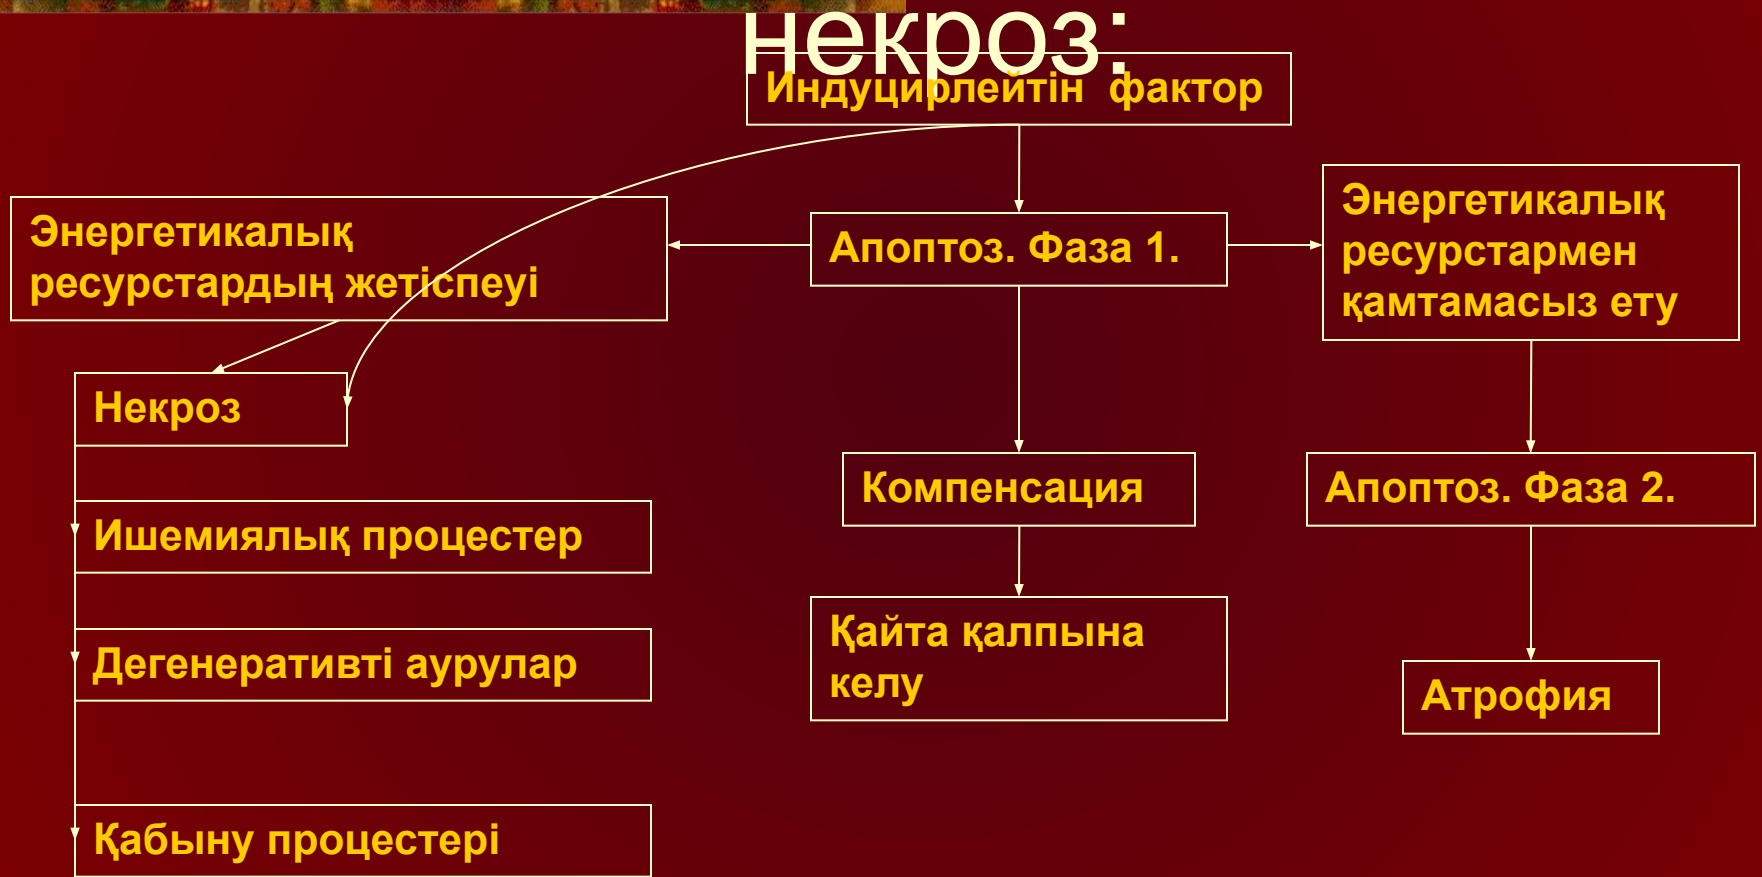 некроз:
Индуцирлейтін фактор
Энергетикалық
ресурстардың жетіспеуі
Апоптоз. Фаза 1.
Энергетикалық
ресурстармен
қамтамасыз ету
Некроз
Компенсация
Апоптоз. Фаза 2.
Ишемиялық процестер
Қайта қалпына
келу
Дегенеративті аурулар
Атрофия
Қабыну процестері